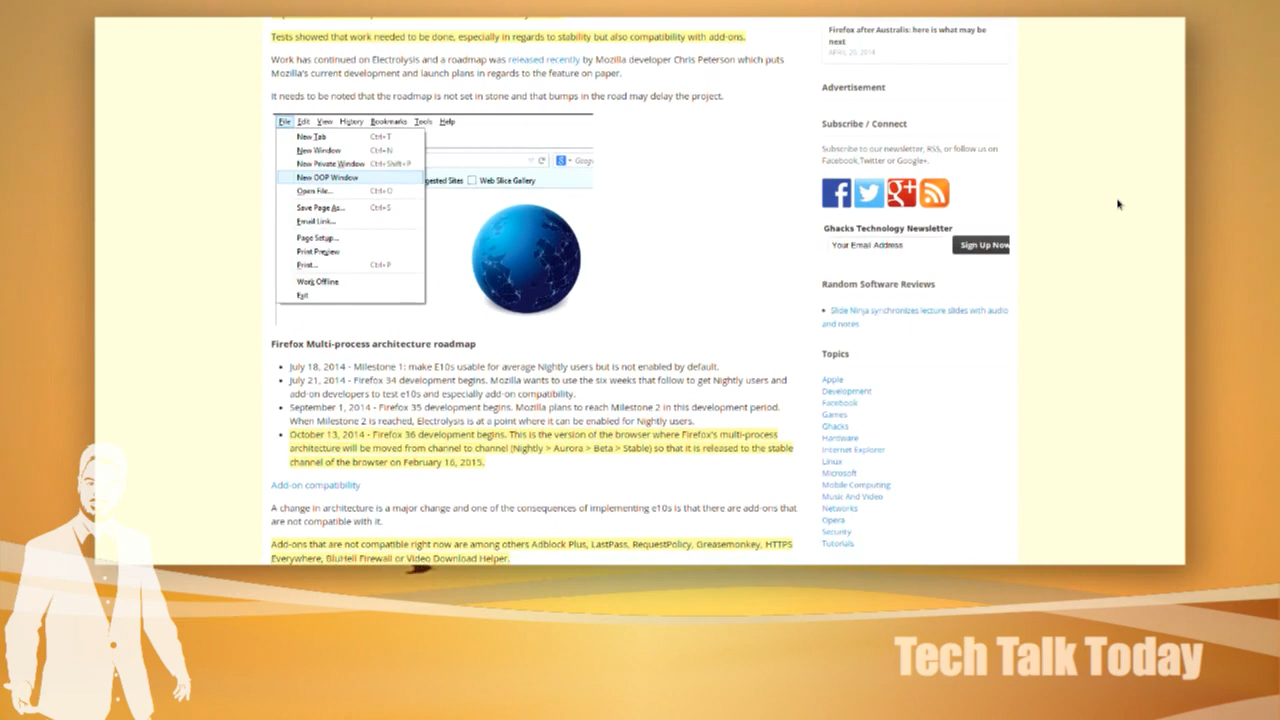 Tests showed that work needed to be done, especially in regards to stability but also compatibility with add-ons.
Work has continued on Electrolysis and a roadmap was released recently by Mozilla developer Chris Peterson which puts
Mozilla's current development and launch plans in regards to the feature on paper.
It needs to be noted that the roadmap is not set in stone and that bumps in the road may delay the project.
File Edit View History Bookmarks Tools Help
New Tab Ctrl+T
New Window Ctrl+N
New Private Window Ctrl+Shift+P
New OOP Window
Open File... Ctrl+O
Save Page As... Ctrl+S
Email Link...
Page Setup...
Print Preview
Print... Ctrl+P
Work Offline
Exit
Goog
gested Sites Web Slice Gallery
Firefox Multi-process architecture roadmap
• July 18, 2014 - Milestone 1: make E10s usable for average Nightly users but is not enabled by default.
• July 21, 2014 - Firefox 34 development begins. Mozilla wants to use the six weeks that follow to get Nightly users and
add-on developers to test e10s and especially add-on compatibility.
• September 1, 2014 - Firefox 35 development begins. Mozilla plans to reach Milestone 2 in this development period.
When Milestone 2 is reached, Electrolysis is at a point where it can be enabled for Nightly users.
• October 13, 2014 - Firefox 36 development begins. This is the version of the browser where Firefox's multi-process
architecture will be moved from channel to channel (Nightly > Aurora > Beta > Stable) so that it is released to the stable
channel of the browser on February 16, 2015.
Add-on compatibility
A change in architecture is a major change and one of the consequences of implementing e10s is that there are add-ons that
are not compatible with it.
Add-ons that are not compatible right now are among others Adblock Plus, LastPass, RequestPolicy, Greasemonkey, HTTPS
Everywhere, BluHell Firewall or Video Download Helper.
Firefox after Australis: here is what may be
next
APRIL 26, 2014
Advertisement
Subscribe / Connect
Subscribe to our newsletter, RSS, or follow us on
Facebook,Twitter or Google+.
Ghacks Technology Newsletter
Your Email Address Sign Up Now
Random Software Reviews
• Slide Ninja synchronizes lecture slides with audio
and notes
Topics
Apple
Development
Facebook
Games
Ghacks
Hardware
Internet Explorer
Linux
Microsoft
Mobile Computing
Music And Video
Networks
Opera
Security
Tutorials
Tech Talk Today